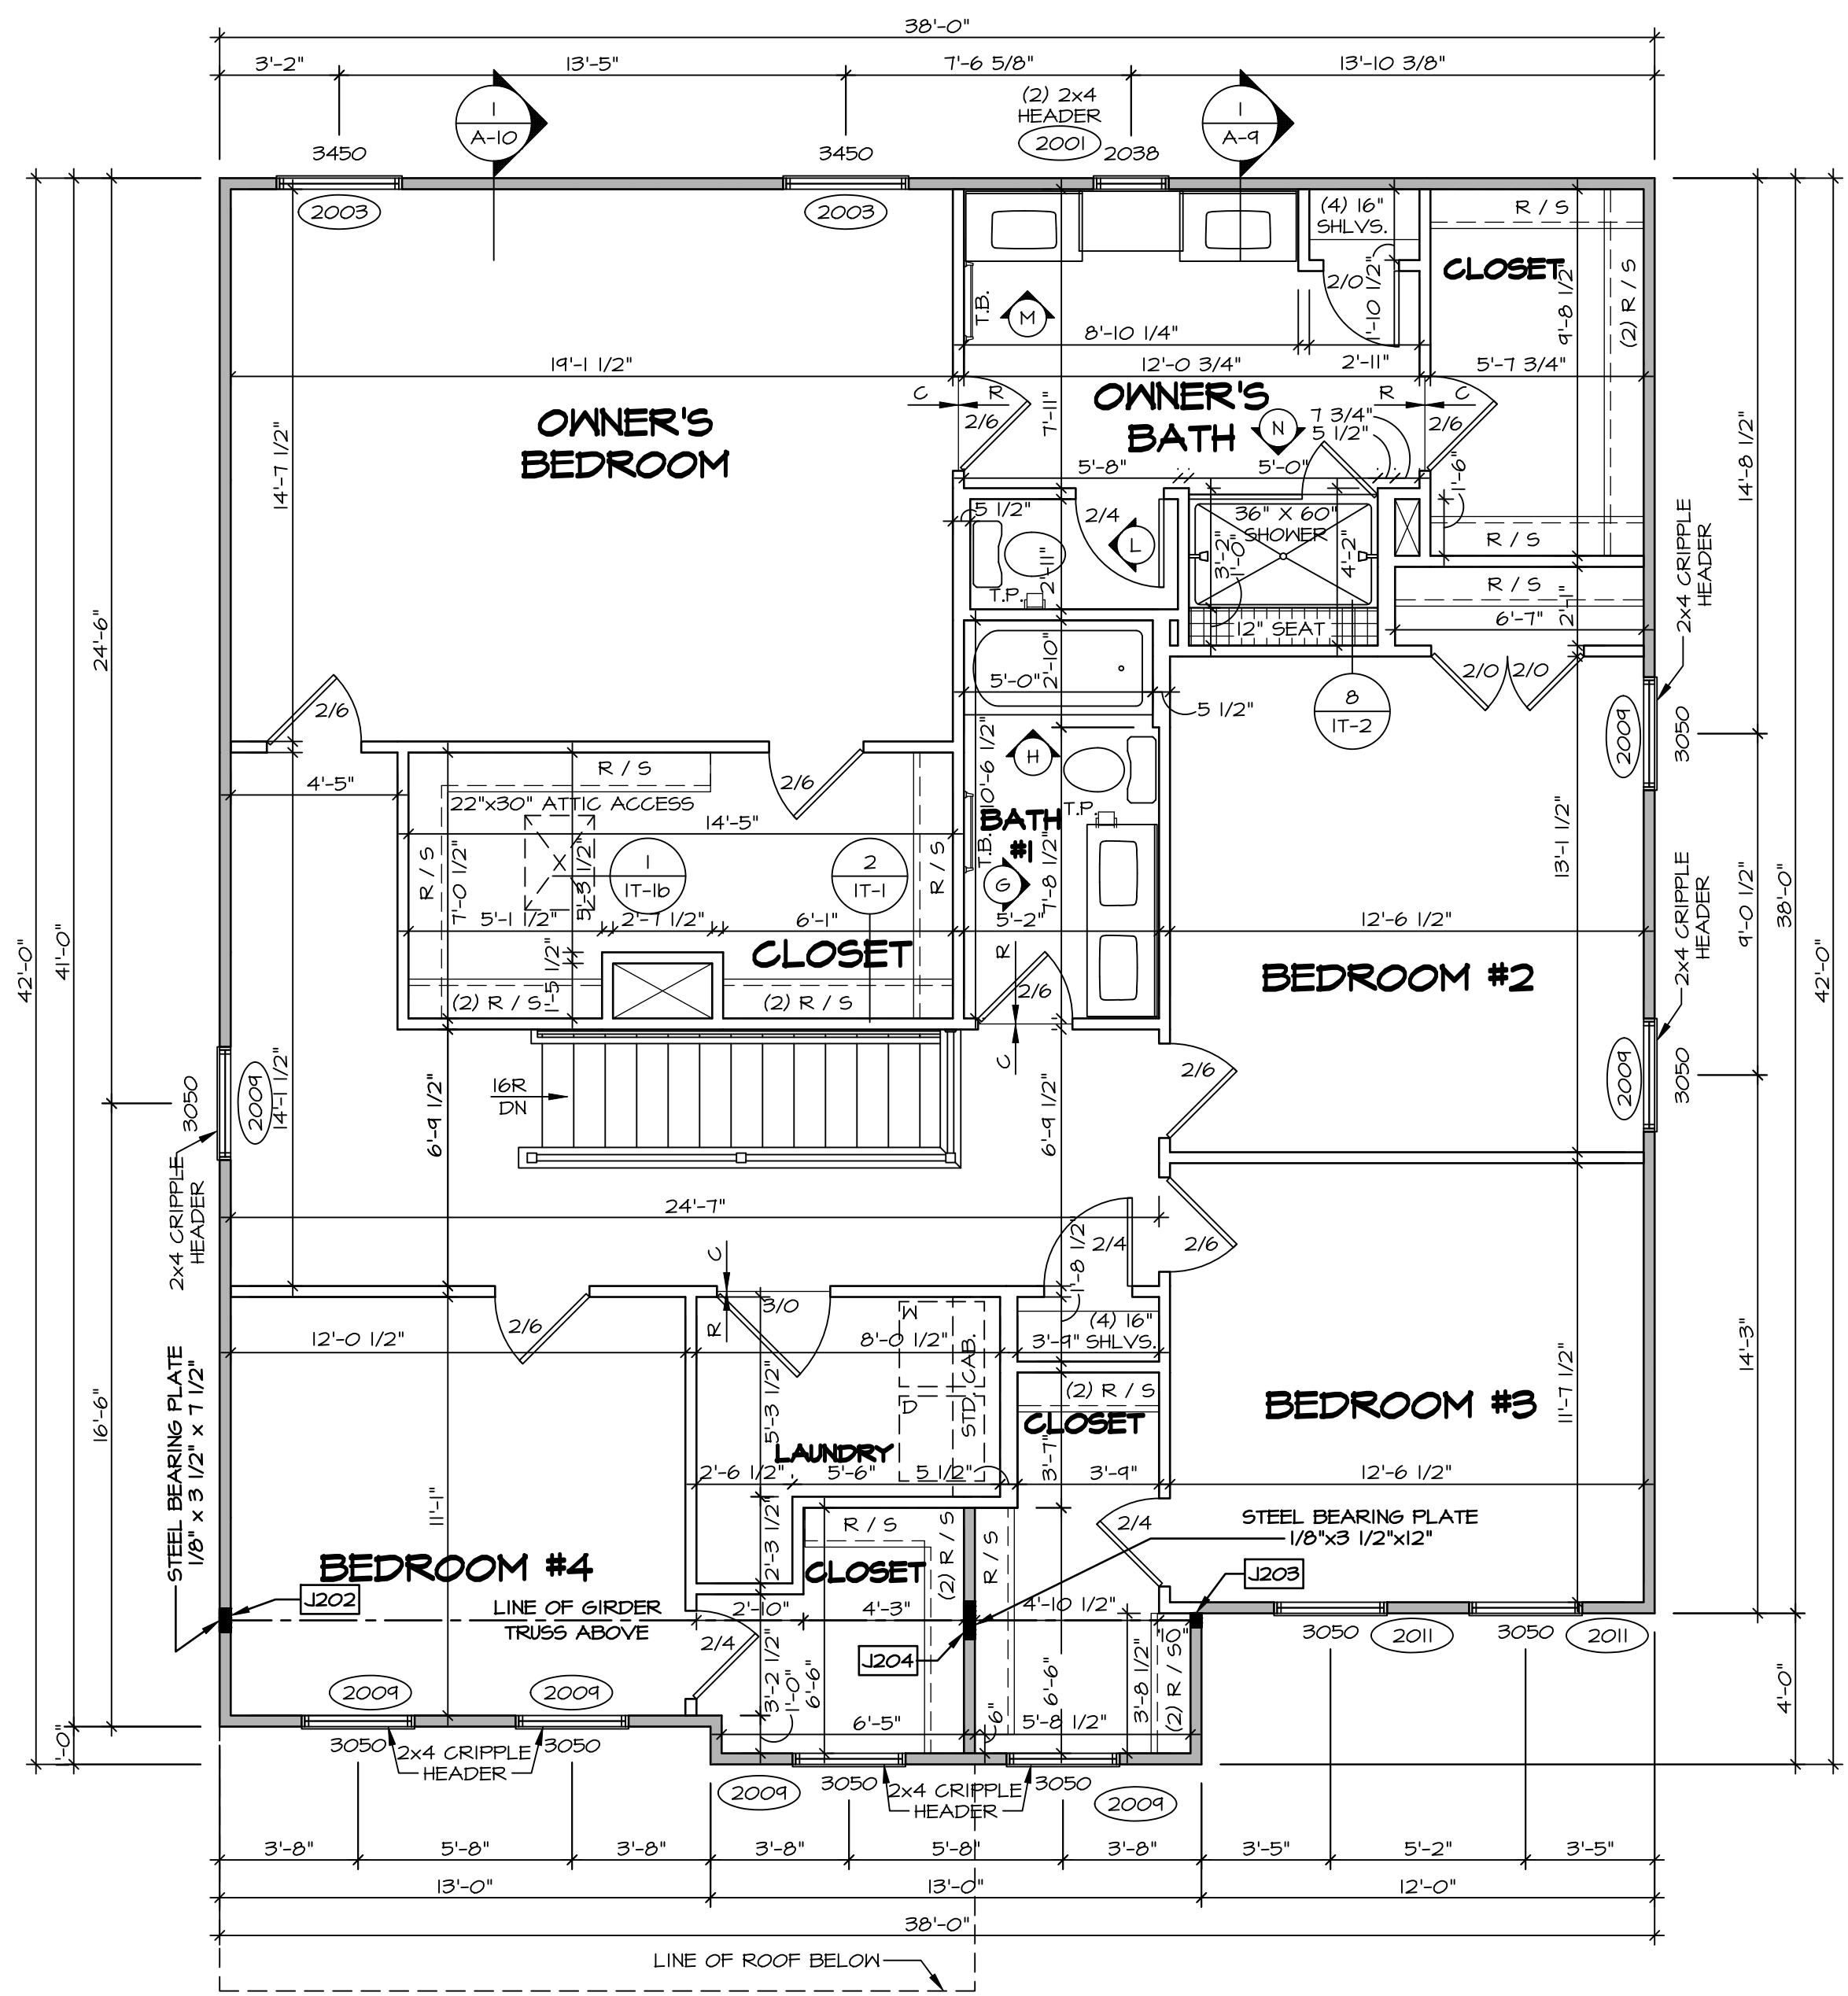 38'-0"
3'-2"
13'-5"
7'-6 5/8"
13'-10 3/8"
(2) 2x4
HEADER
1
A-10
1
A-9
3450
3450
2001
2038
2003
2003
(4) 16"
SHLVS.
R / S
CLOSET
2/0
1'-10 1/2"
9'-8 1/2"
(2) R / S
T.B.
M
8'-10 1/4"
19'-1 1/2"
12'-0 3/4"
2'-11"
5'-7 3/4"
C
R
2/6
R
C
2/6
OWNER'S
BEDROOM
OWNER'S
BATH
N
7 3/4"
5 1/2"
7'-11"
14'-7 1/2"
14'-8 1/2"
5'-8"
5'-0"
1'-6"
5 1/2"
2/4
L
36" X 60"
SHOWER
3'-2"
1'-0"
4'-2"
R / S
2x4 CRIPPLE
HEADER
T.P.
2'-11"
R / S
12" SEAT
6'-7"
2'-1"
24'-6"
2/0
2/0
2'-10"
5'-0"
5 1/2"
8
IT-2
2009
3050
2/6
4'-5"
R / S
2/6
22"x30" ATTIC ACCESS
14'-5"
10'-6 1/2"
H
T.P.
BATH
#1
T.B.
G
7'-8 1/2"
13'-1 1/2"
R / S
7'-0 1/2"
X
5'-3 1/2"
1
IT-1b
2
IT-1
R / S
5'-1 1/2"
2'-7 1/2"
6'-1"
5'-2"
12'-6 1/2"
2x4 CRIPPLE
HEADER
9'-0 1/2"
38'-0"
42'-0"
42'-0"
41'-0"
CLOSET
R
BEDROOM #2
(2) R / S
1'-5 1/2"
(2) R / S
2/6
C
16R
DN
2/6
2009
3050
3050
2009
14'-1 1/2"
6'-9 1/2"
6'-9 1/2"
2x4 CRIPPLE
HEADER
24'-7"
C
R
2/4
2/6
1'-8 1/2"
3/0
2/6
W
(4) 16"
SHLVS.
3'-9"
12'-0 1/2"
8'-0 1/2"
14'-3"
STEEL BEARING PLATE
1/8" x 3 1/2" x 7 1/2"
16'-6"
5'-3 1/2"
STD. CAB.
D
(2) R / S
CLOSET
BEDROOM #3
11'-7 1/2"
LAUNDRY
2'-6 1/2"
5'-6"
5 1/2"
3'-7"
3'-9"
12'-6 1/2"
11'-1"
2'-3 1/2"
R / S
(2) R / S
R / S
2/4
STEEL BEARING PLATE
1/8"x3 1/2"x12"
BEDROOM #4
CLOSET
J203
J202
LINE OF GIRDER
TRUSS ABOVE
2'-10"
4'-3"
4'-10 1/2"
10"
2/4
J204
3050
2011
3050
2011
3'-2 1/2"
1'-0"
6'-6"
6'-6"
3'-8 1/2"
(2) R / S
2009
2009
6'-5"
6"
5'-8 1/2"
4'-0"
1'-0"
3050
2x4 CRIPPLE
HEADER
3050
2009
3050
2x4 CRIPPLE
HEADER
3050
2009
3'-8"
5'-8"
3'-8"
3'-8"
5'-8"
3'-8"
3'-5"
5'-2"
3'-5"
13'-0"
13'-0"
12'-0"
38'-0"
LINE OF ROOF BELOW